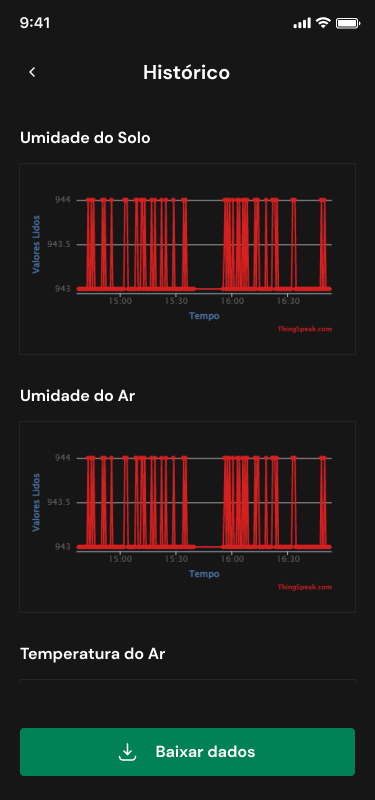 9:41
Histórico
Umidade do Solo
944
943.5
943
Valores Lidos
15:00 15:30 16:00 16:30
Tempo
ThingSpeak.com
Umidade do Ar
944
943.5
943
Valores Lidos
15:00 15:30 16:00 16:30
Tempo
ThingSpeak.com
Temperatura do Ar
Baixar dados